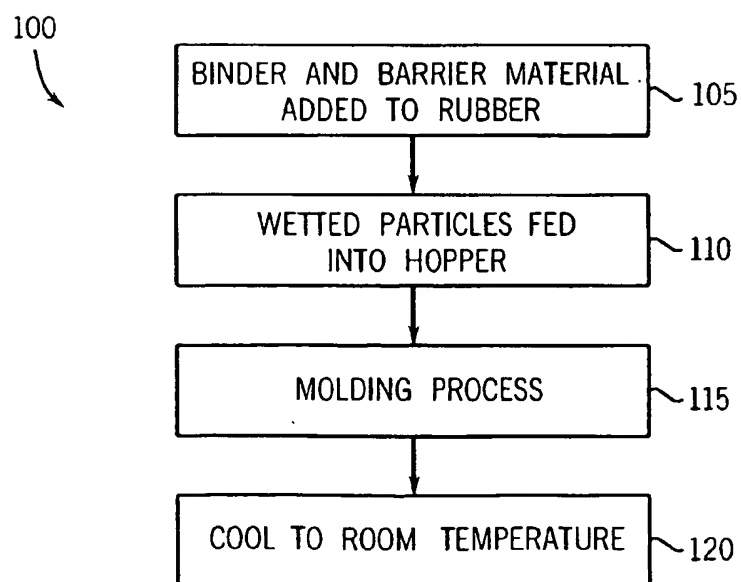 100
BINDER AND BARRIER MATERIAL
ADDED TO RUBBER
105
WETTED PARTICLES FED
INTO HOPPER
110
MOLDING PROCESS
115
COOL TO ROOM TEMPERATURE
120